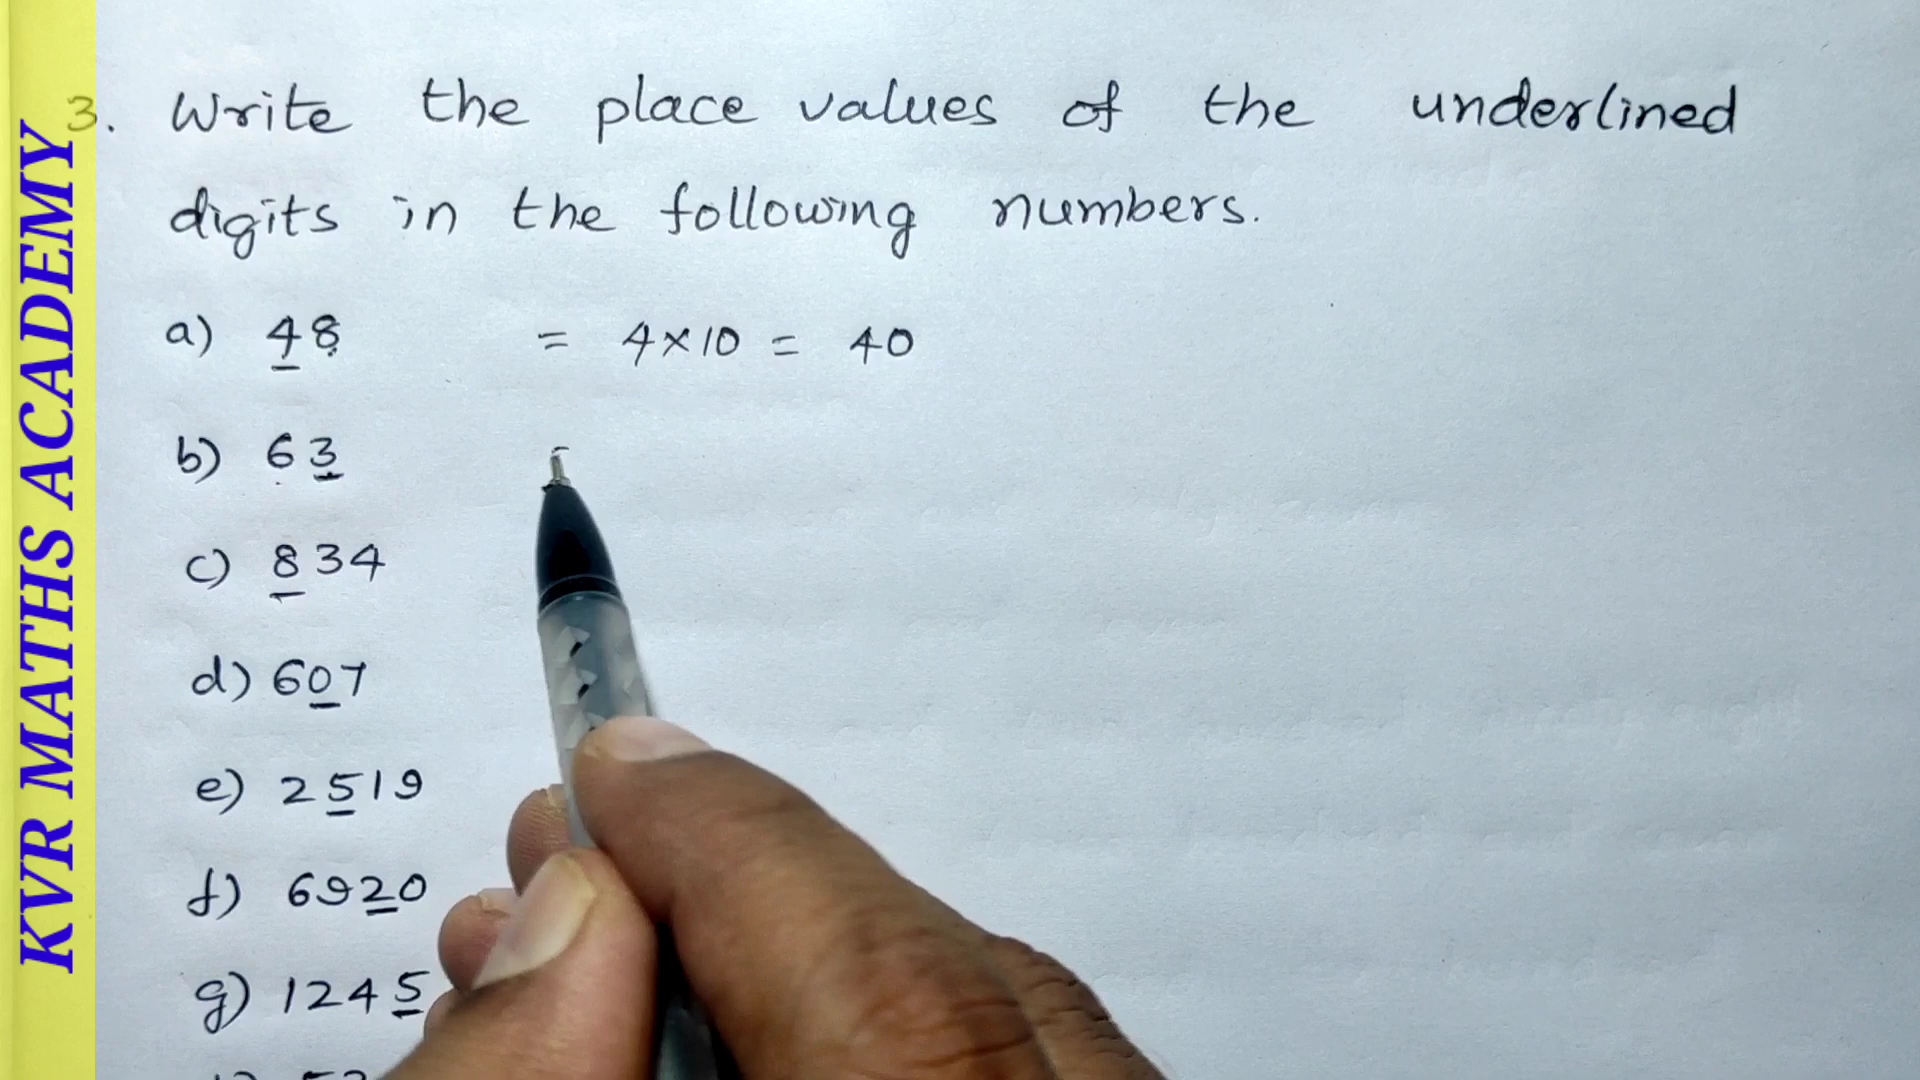 KVR MATHS ACADEMY
3. Write the place values of the underlined
digits in the following numbers.
a) 48 = 4×10 = 40
b) 63
c) 834
d) 607
e) 2519
f) 6920
g) 1245